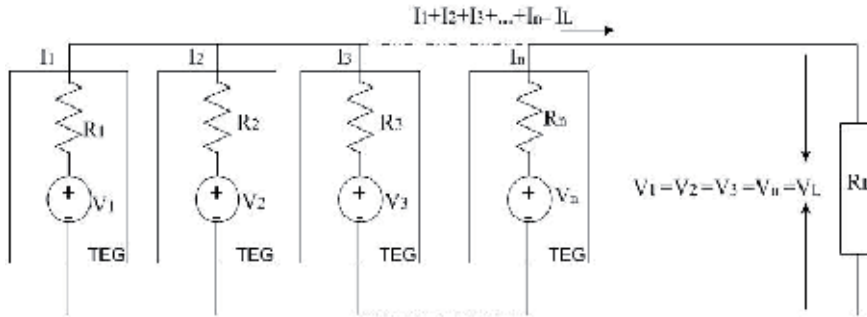 I1+I2+I3+...+In= IL
I1 I2 I3 In
R1 R2 R3 Rn
V1 V2 V3 Vn
V1 =V2 =V3 =Vn =VL
TEG TEG TEG TEG